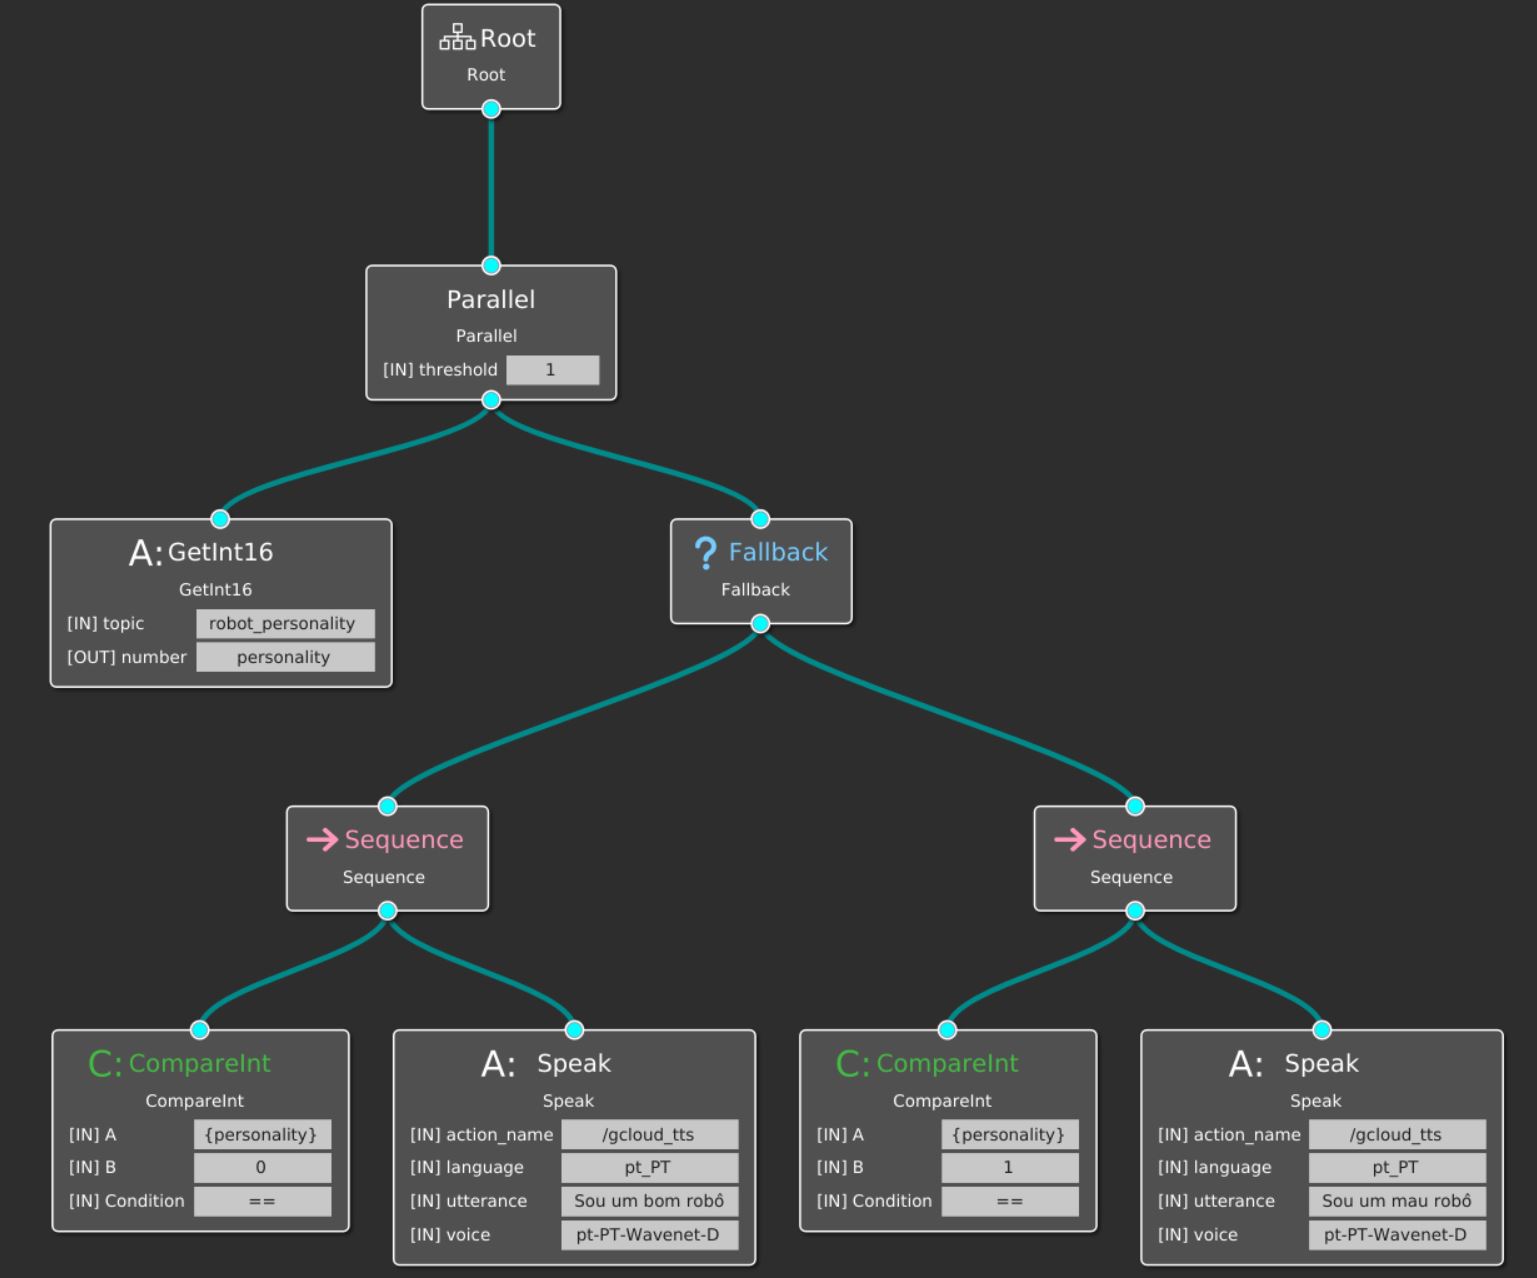 Root
Root
Parallel
Parallel
[IN] threshold 1
A: GetInt16
GetInt16
[IN] topic robot_personality
[OUT] number personality
? Fallback
Fallback
→ Sequence
Sequence
→ Sequence
Sequence
C: CompareInt
CompareInt
[IN] A {personality}
[IN] B 0
[IN] Condition ==
A: Speak
Speak
[IN] action_name /gcloud_tts
[IN] language pt_PT
[IN] utterance Sou um bom robô
[IN] voice pt-PT-Wavenet-D
C: CompareInt
CompareInt
[IN] A {personality}
[IN] B 1
[IN] Condition ==
A: Speak
Speak
[IN] action_name /gcloud_tts
[IN] language pt_PT
[IN] utterance Sou um mau robô
[IN] voice pt-PT-Wavenet-D